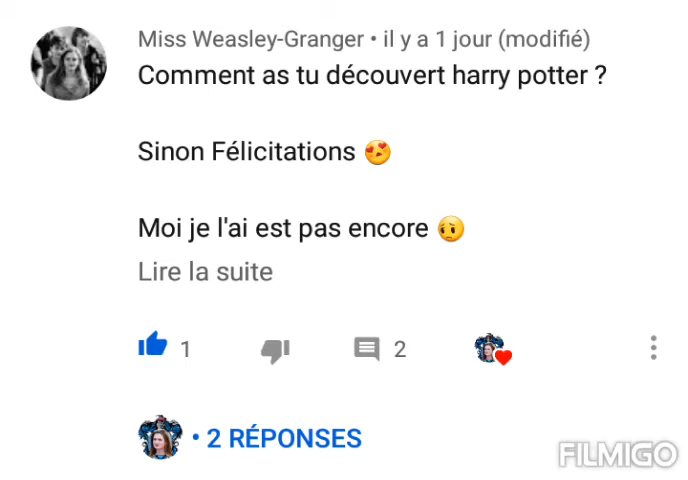 Miss Weasley-Granger • il y a 1 jour (modifié)
Comment as tu découvert harry potter ?
Sinon Félicitations 😍
Moi je l'ai est pas encore 😔
Lire la suite
1 2
• 2 RÉPONSES
FILMIGO